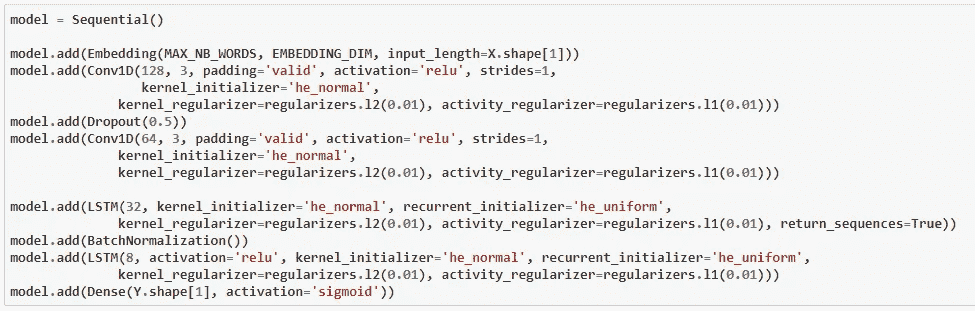 model = Sequential()
model.add(Embedding(MAX_NB_WORDS, EMBEDDING_DIM, input_length=X.shape[1]))
model.add(Conv1D(128, 3, padding='valid', activation='relu', strides=1,
kernel_initializer='he_normal',
kernel_regularizer=regularizers.l2(0.01), activity_regularizer=regularizers.l1(0.01)))
model.add(Dropout(0.5))
model.add(Conv1D(64, 3, padding='valid', activation='relu', strides=1,
kernel_initializer='he_normal',
kernel_regularizer=regularizers.l2(0.01), activity_regularizer=regularizers.l1(0.01)))
model.add(LSTM(32, kernel_initializer='he_normal', recurrent_initializer='he_uniform',
kernel_regularizer=regularizers.l2(0.01), activity_regularizer=regularizers.l1(0.01), return_sequences=True))
model.add(BatchNormalization())
model.add(LSTM(8, activation='relu', kernel_initializer='he_normal', recurrent_initializer='he_uniform',
kernel_regularizer=regularizers.l2(0.01), activity_regularizer=regularizers.l1(0.01)))
model.add(Dense(Y.shape[1], activation='sigmoid'))